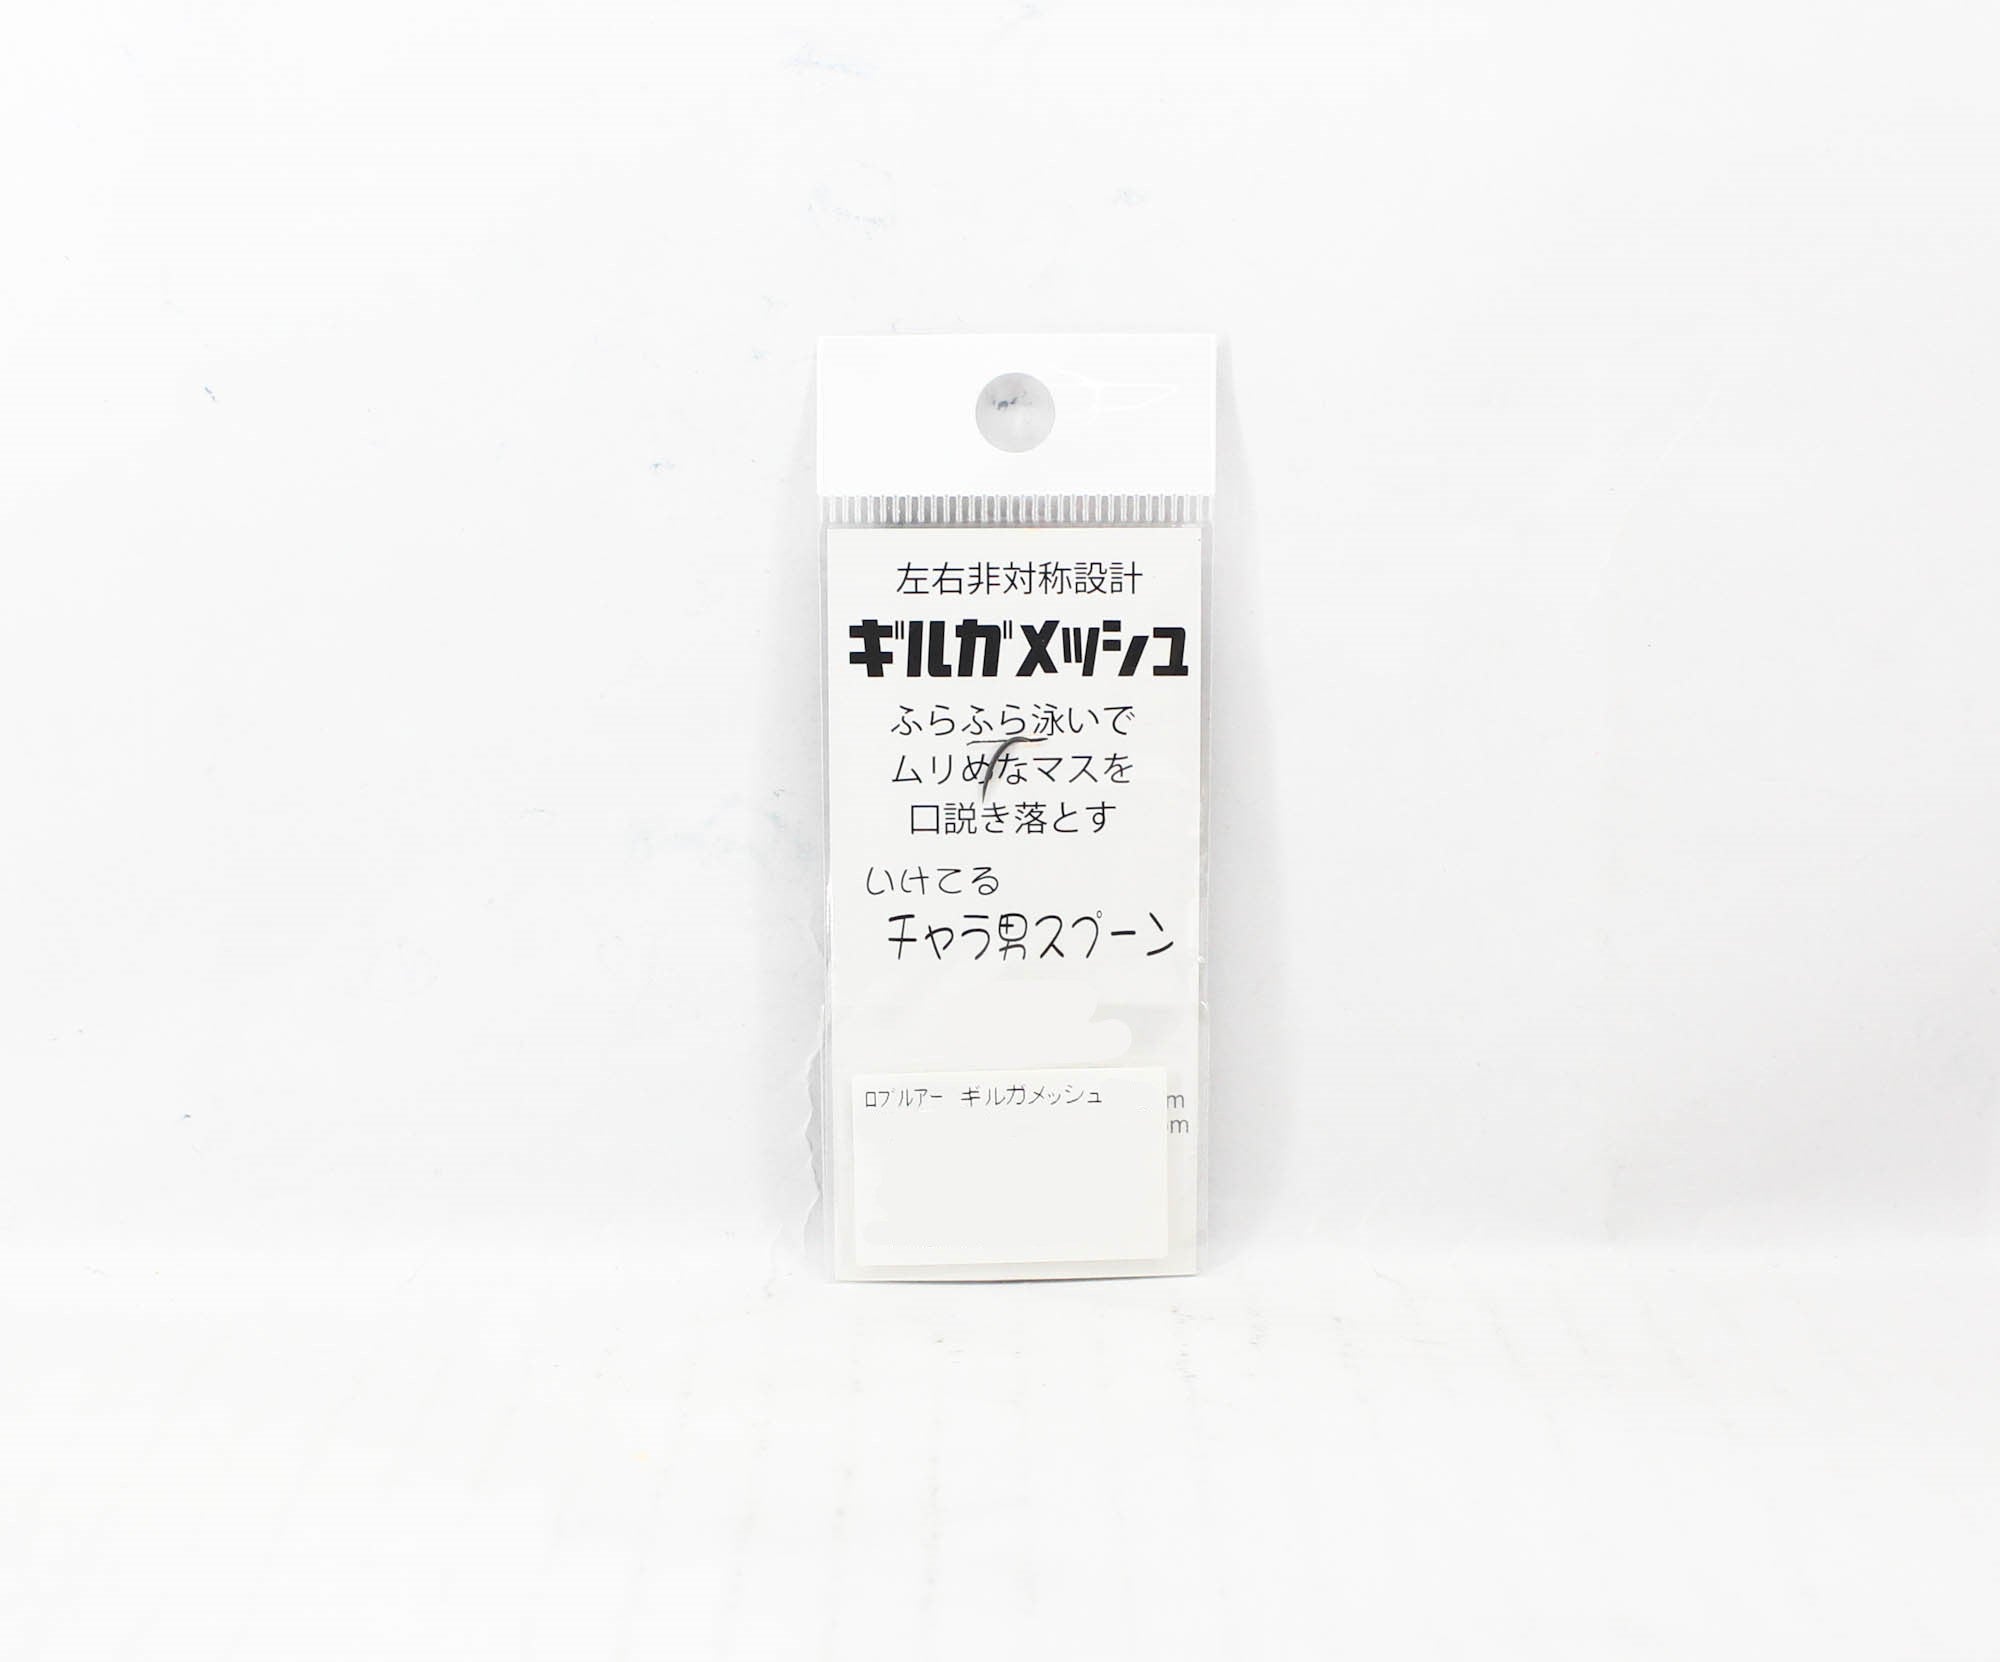 左右非対称設計
ギルガメッシュ
ふらふら泳いで
ムリめなマスを
口説き落とす
いけてる
チャラ男スプーン
ロブルアー ギルガメッシュ
m
m